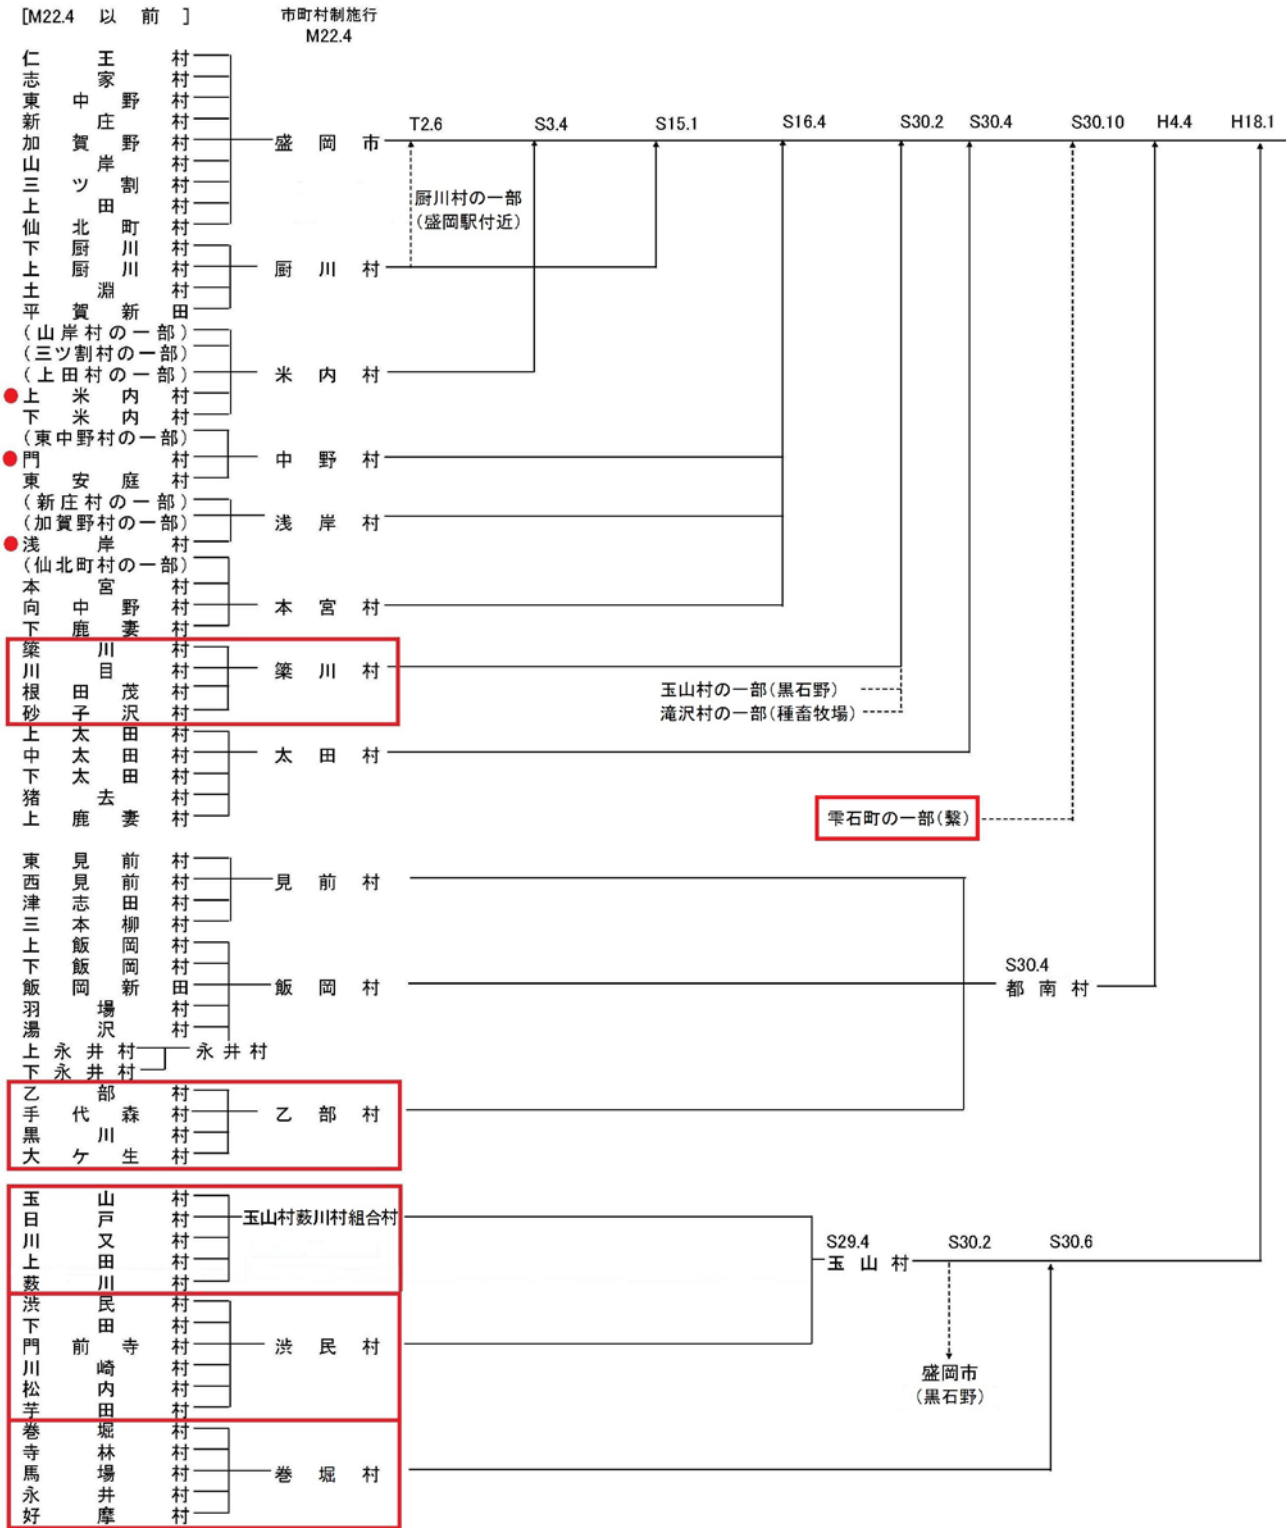 [M22.4 以前]
市町村制施行
M22.4
仁王村
志家村
東中野村
新庄村
加賀野村
盛岡市
山岸村
三ツ割村
上田村
仙北町村
T2.6
S3.4
S15.1
S16.4
S30.2
S30.4
S30.10
H4.4
H18.1
厨川村の一部
(盛岡駅付近)
下厨川村
上厨川村
厨川村
土淵村
平賀新田
(山岸村の一部)
(三ツ割村の一部)
(上田村の一部)
米内村
上米内村
下米内村
(東中野村の一部)
門村
中野村
東安庭村
(新庄村の一部)
(加賀野村の一部)
浅岸村
浅岸村
(仙北町村の一部)
本宮村
向中野村
本宮村
下鹿妻村
簗川村
川目村
簗川村
根田茂村
砂子沢村
玉山村の一部(黒石野)
滝沢村の一部(種畜牧場)
上太田村
中太田村
太田村
下太田村
猪去村
上鹿妻村
雫石町の一部(繋)
東見前村
西見前村
見前村
津志田村
三本柳村
上飯岡村
下飯岡村
飯岡新田
飯岡村
羽場村
湯沢村
上永井村
永井村
下永井村
S30.4
都南村
乙部村
手代森村
乙部村
黒川村
大ケ生村
玉山村
日戸村
玉山村薮川村組合村
川又村
上田村
薮川村
S29.4
玉山村
S30.2
S30.6
渋民村
下田村
門前寺村
渋民村
川崎村
松内村
芋田村
盛岡市
(黒石野)
巻堀村
寺林村
馬場村
巻堀村
永井村
好摩村